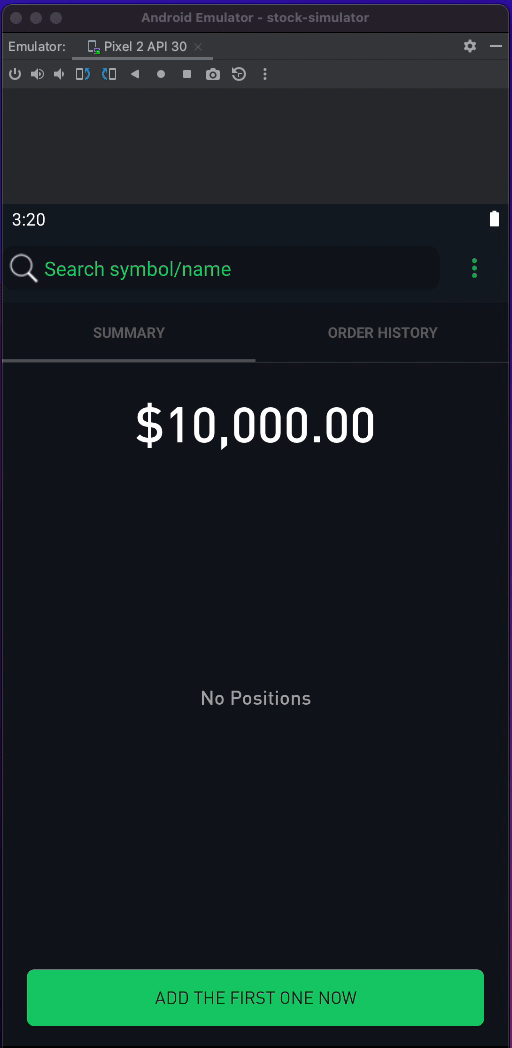 Android Emulator - stock-simulator
Emulator: Pixel 2 API 30
3:20
Search symbol/name
SUMMARY ORDER HISTORY
$10,000.00
No Positions
ADD THE FIRST ONE NOW